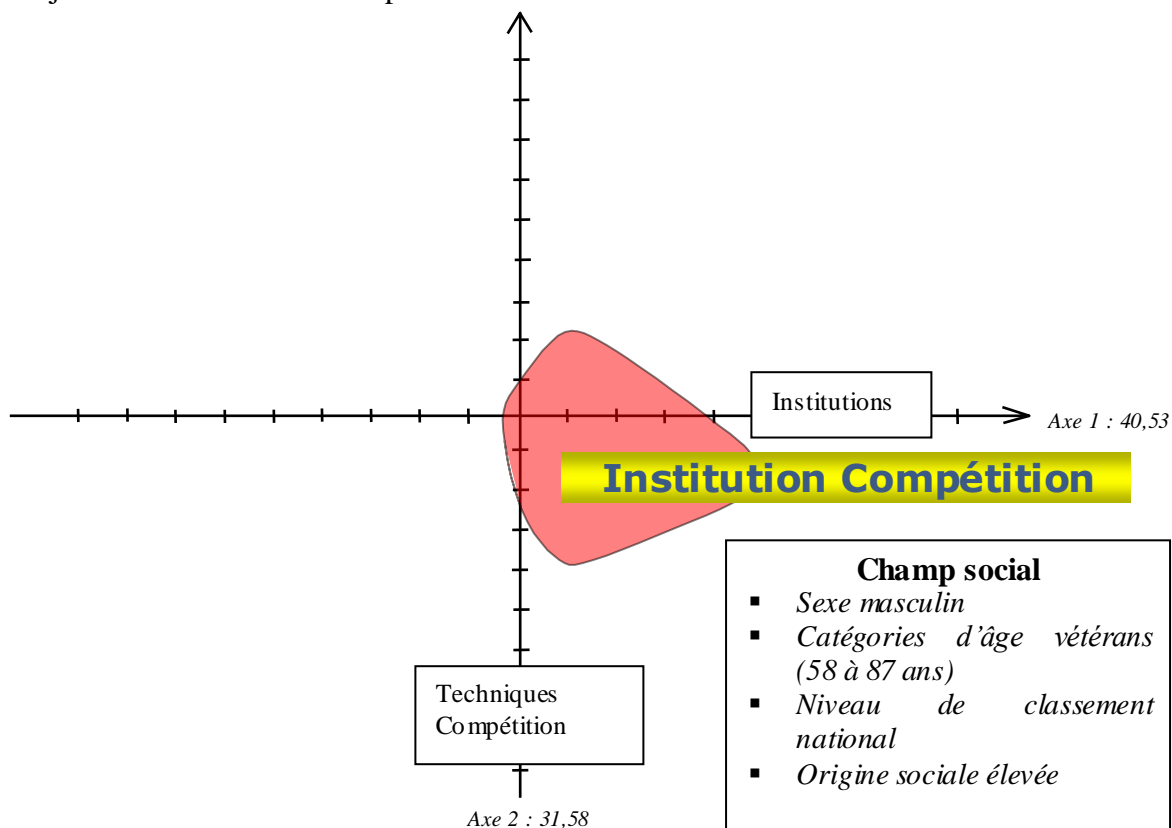 Institutions
Axe 1 : 40,53
Institution Compétition
Champ social
▪ Sexe masculin
▪ Catégories d'âge vétérans
(58 à 87 ans)
▪ Niveau de classement
national
▪ Origine sociale élevée
Techniques
Compétition
Axe 2 : 31,58